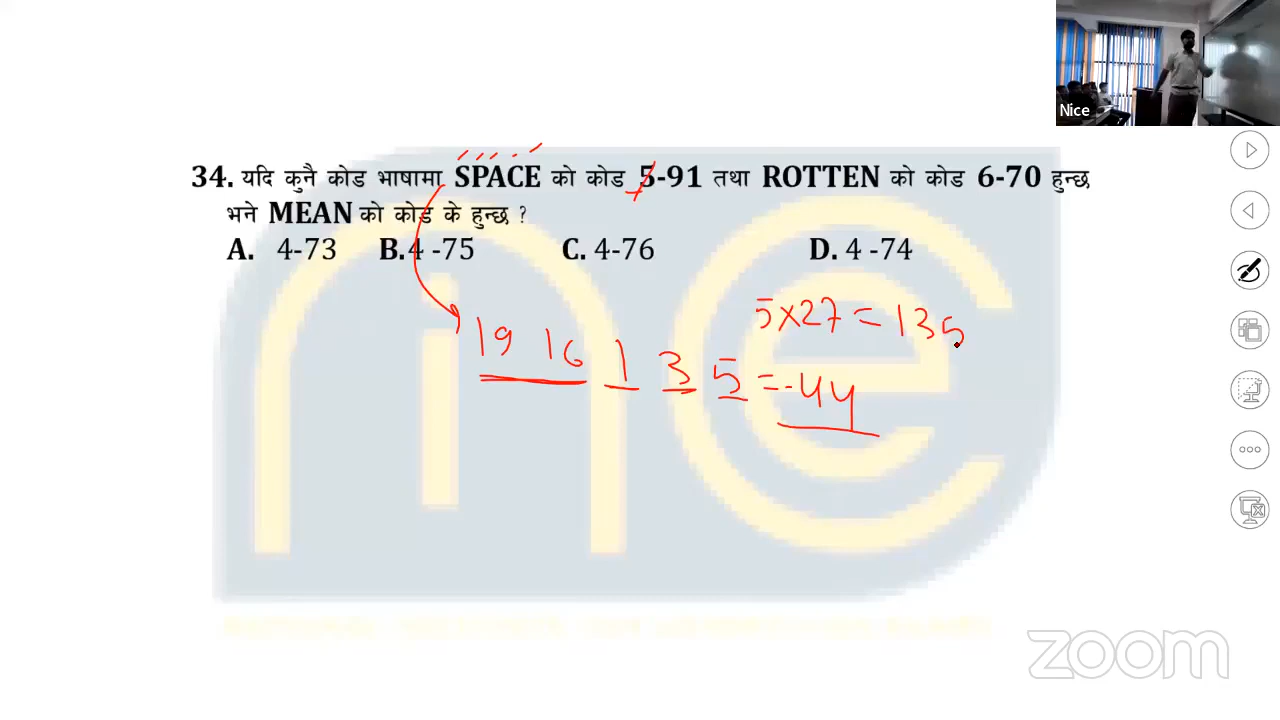 Nice
34. यदि कुनै कोड भाषामा SPACE को कोड 5-91 तथा ROTTEN को कोड 6-70 हुन्छ
भने MEAN को कोड के हुन्छ ?
A. 4-73 B. 4 -75 C. 4-76 D. 4 -74
5×27 = 135
19 16 1 3 5 = -44
zoom